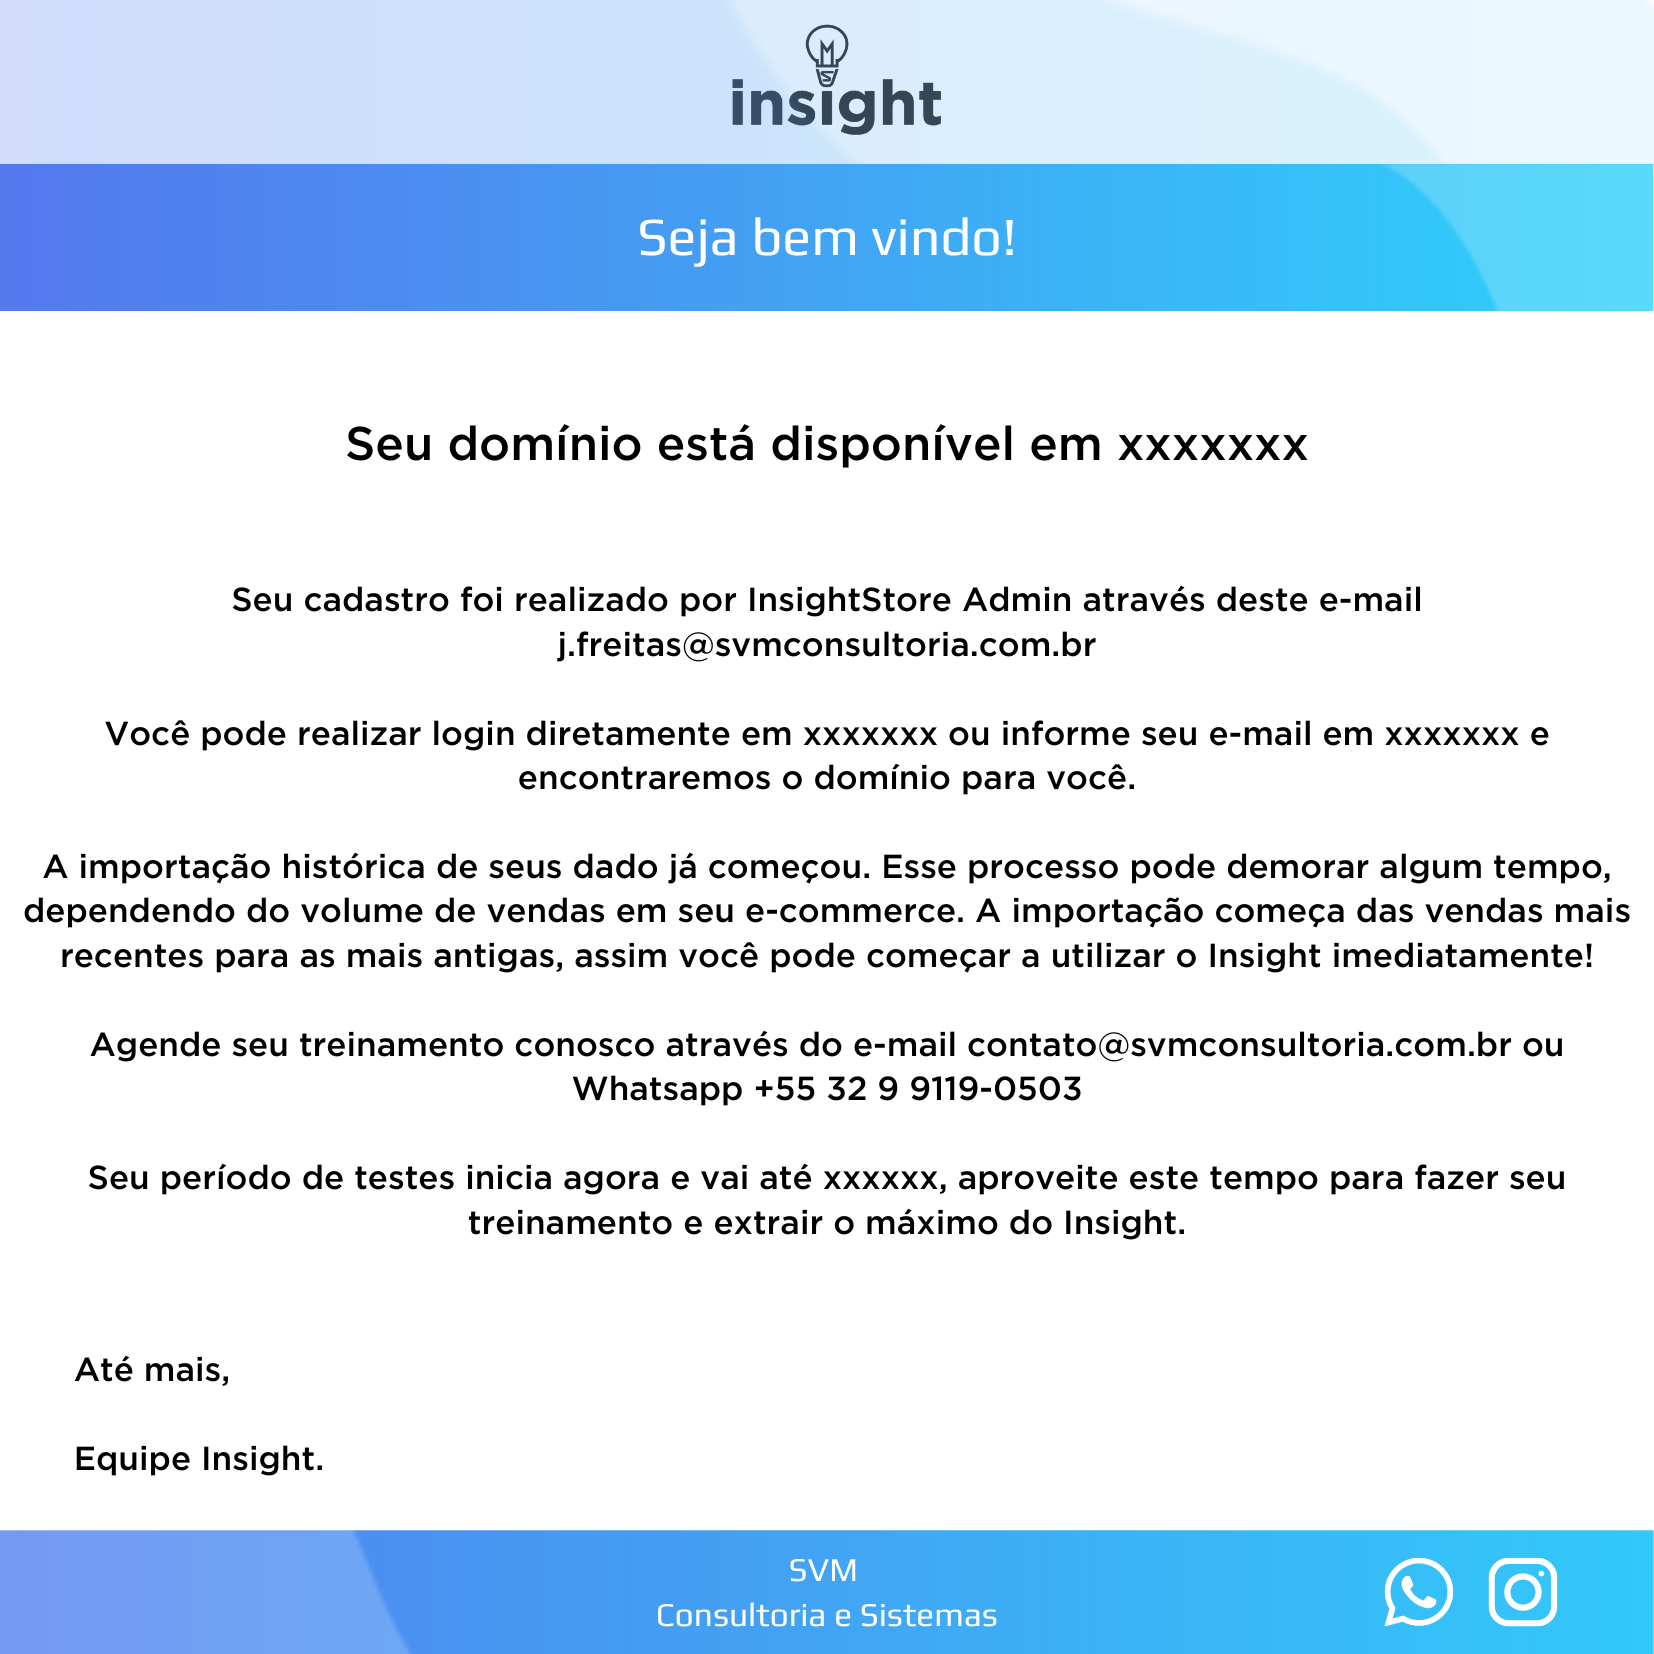 insight
Seja bem vindo!
Seu domínio está disponível em xxxxxxx
Seu cadastro foi realizado por InsightStore Admin através deste e-mail
j.freitas@svmconsultoria.com.br
Você pode realizar login diretamente em xxxxxxx ou informe seu e-mail em xxxxxxx e
encontraremos o domínio para você.
A importação histórica de seus dado já começou. Esse processo pode demorar algum tempo,
dependendo do volume de vendas em seu e-commerce. A importação começa das vendas mais
recentes para as mais antigas, assim você pode começar a utilizar o Insight imediatamente!
Agende seu treinamento conosco através do e-mail contato@svmconsultoria.com.br ou
Whatsapp +55 32 9 9119-0503
Seu período de testes inicia agora e vai até xxxxxx, aproveite este tempo para fazer seu
treinamento e extrair o máximo do Insight.
Até mais,
Equipe Insight.
SVM
Consultoria e Sistemas